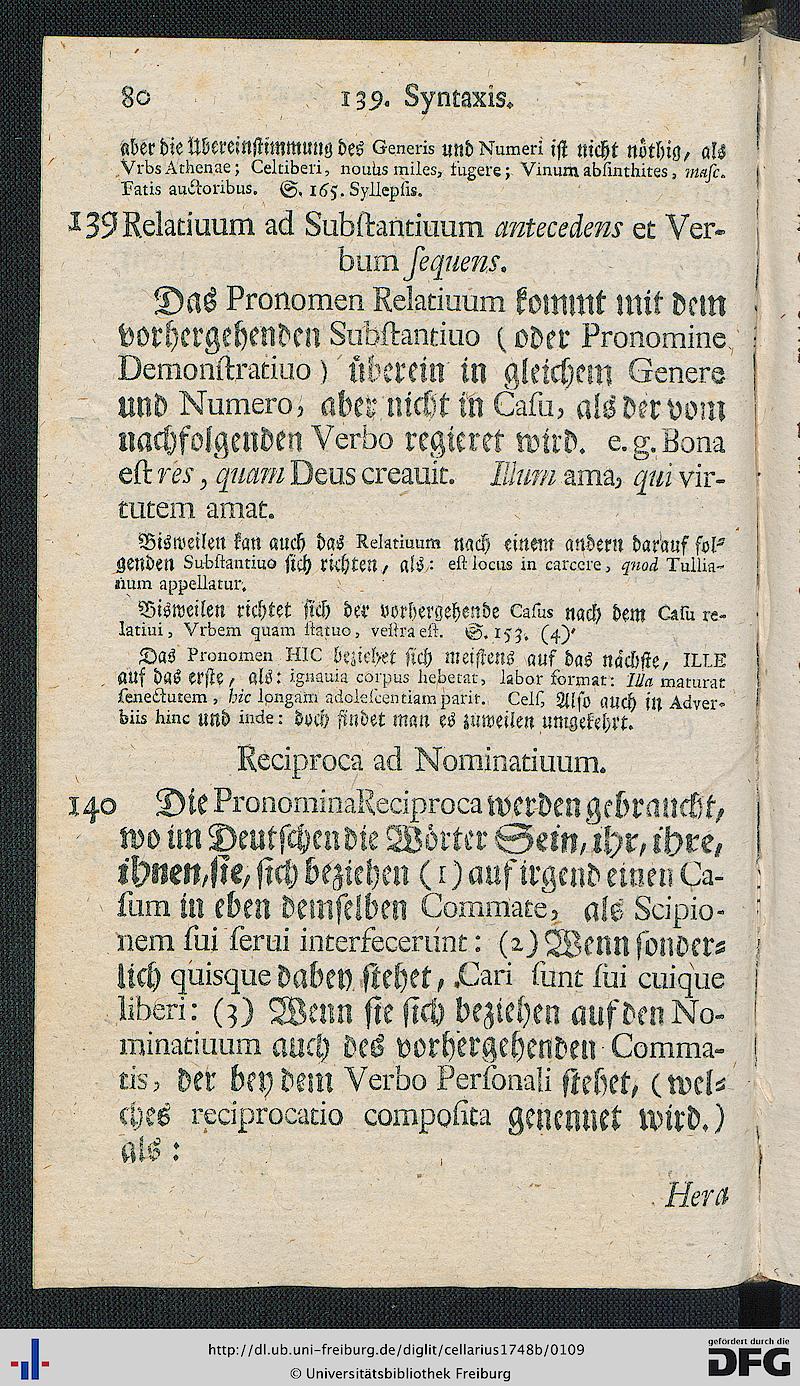 80 139. Syntaxis.
aber die Übereinstimmung des Generis und Numeri ist nicht nöthig, als
Vrbs Athenae; Celtiberi, nouus miles, fugere; Vinum absinthites, masc.
Fatis auctoribus. S. 165. Syllepsis.
139 Relatiuum ad Substantiuum antecedens et Ver-
bum sequens.
Das Pronomen Relatiuum kommt mit dem
vorhergehenden Substantiuo (oder Pronomine
Demonstratiuo) überein in gleichem Genere
und Numero, aber nicht in Casu, als der vom
nachfolgenden Verbo regieret wird. e. g. Bona
est res, quam Deus creauit. Illum ama, qui vir-
tutem amat.
Bisweilen kan auch das Relatiuum nach einem andern darauf fol-
genden Substantiuo sich richten, als: est locus in carcere, quod Tullia-
num appellatur.
Bisweilen richtet sich der vorhergehende Casus nach dem Casu re-
latiui, Vrbem quam statuo, vestra est. S. 153. (4)
Das Pronomen HIC beziehet sich meistens auf das nächste, ILLE
auf das erste, als: ignauia corpus hebetat, labor format: Illa maturat
senectutem, hic longam adolescentiam parit. Cels. Also auch in Adver-
biis hinc und inde: doch findet man es zuweilen umgekehrt.
Reciproca ad Nominatiuum.
140 Die Pronomina Reciproca werden gebraucht,
wo im Deutschen die Wörter Sein, ihr, ihre,
ihnen, sie, sich beziehen (1) auf irgend einen Ca-
sum in eben demselben Commate, als Scipio-
nem sui serui interfecerunt: (2) Wenn sonder-
lich quisque dabey stehet, Cari sunt sui cuique
liberi: (3) Wenn sie sich beziehen auf den No-
minatiuum auch des vorhergehenden Comma-
tis, der bey dem Verbo Personali stehet, (wel-
ches reciprocatio composita genennet wird.)
als:
Hera
http://dl.ub.uni-freiburg.de/diglit/cellarius1748b/0109
© Universitätsbibliothek Freiburg
gefördert durch die
DFG